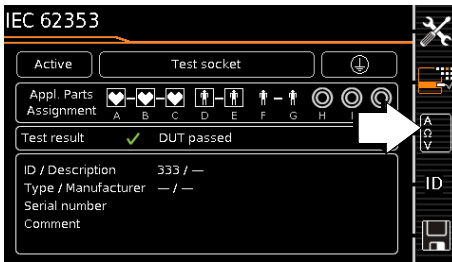 IEC 62353
Active
Test socket
Appl. Parts
Assignment
A B C D E F G H I
Test result ✓ DUT passed
A
Ω
V
ID / Description 333 / —
Type / Manufacturer — / —
Serial number
Comment
ID